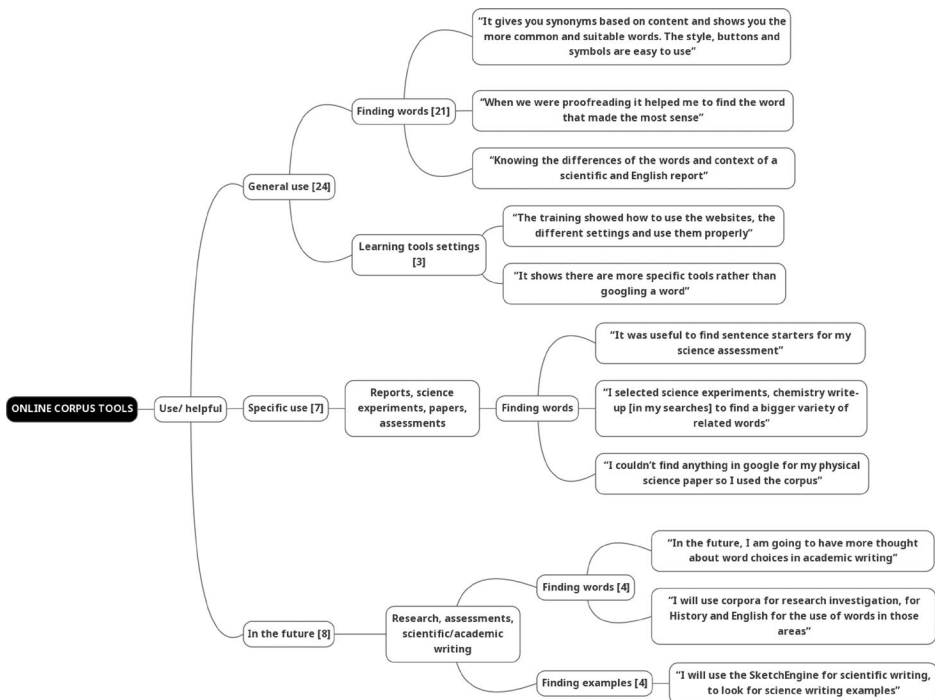 “It gives you synonyms based on content and shows you the
more common and suitable words. The style, buttons and
symbols are easy to use”
Finding words [21]
“When we were proofreading it helped me to find the word
that made the most sense”
“Knowing the differences of the words and context of a
scientific and English report”
General use [24]
“The training showed how to use the websites, the
different settings and use them properly”
Learning tools settings
[3]
“It shows there are more specific tools rather than
googling a word”
“It was useful to find sentence starters for my
science assessment”
ONLINE CORPUS TOOLS
Use/ helpful
Specific use [7]
Reports, science
experiments, papers,
assessments
Finding words
“I selected science experiments, chemistry write-
up [in my searches] to find a bigger variety of
related words”
“I couldn’t find anything in google for my physical
science paper so I used the corpus”
“In the future, I am going to have more thought
about word choices in academic writing”
Finding words [4]
“I will use corpora for research investigation, for
History and English for the use of words in those
areas”
In the future [8]
Research, assessments,
scientific/academic
writing
Finding examples [4]
“I will use the SketchEngine for scientific writing,
to look for science writing examples”